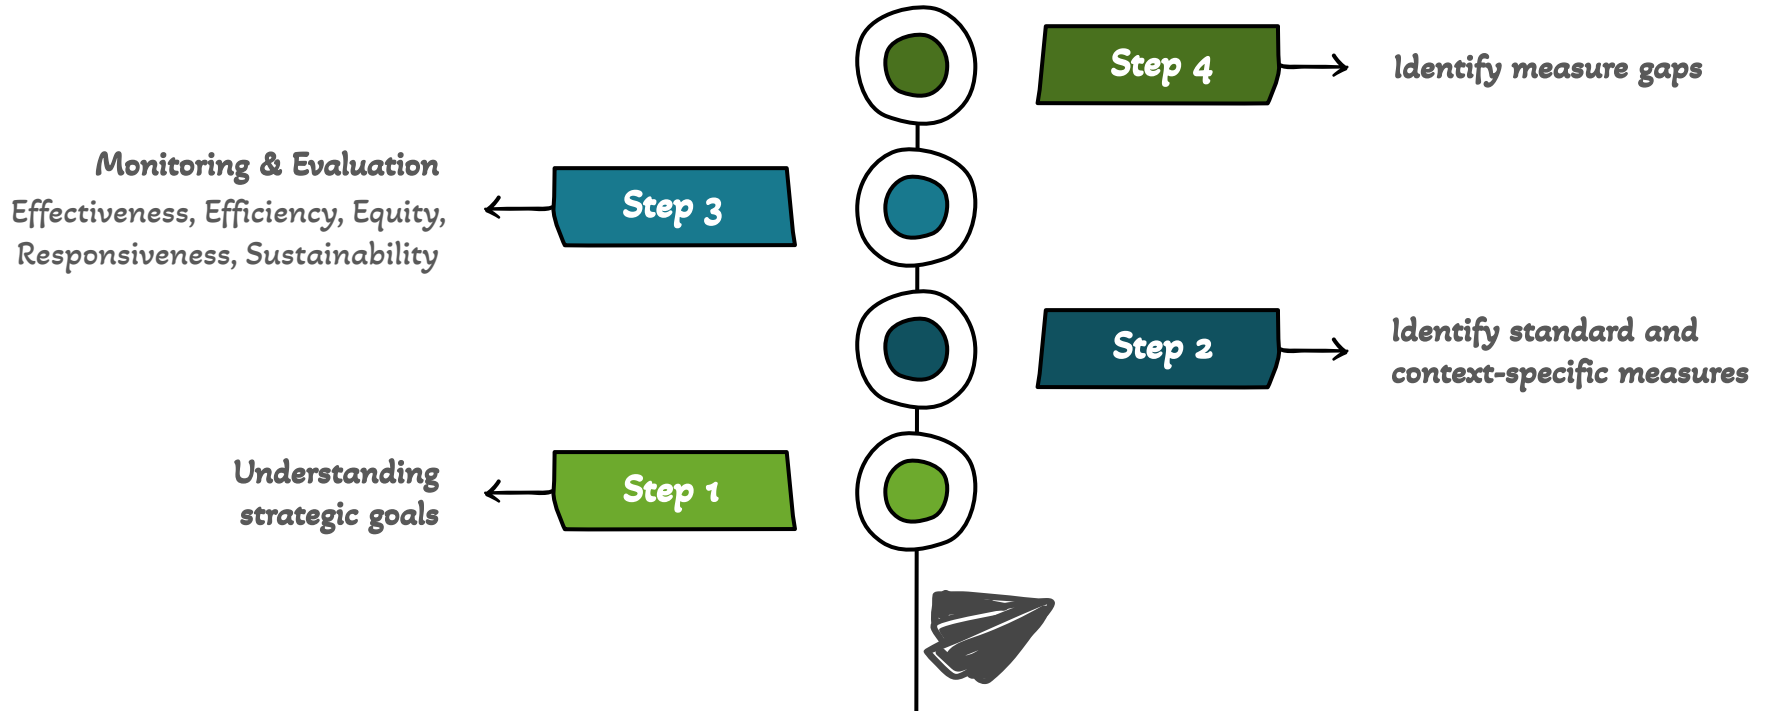 Step 4
Identify measure gaps
Monitoring & Evaluation
Effectiveness, Efficiency, Equity,
Responsiveness, Sustainability
Step 3
Step 2
Identify standard and
context-specific measures
Understanding
strategic goals
Step 1